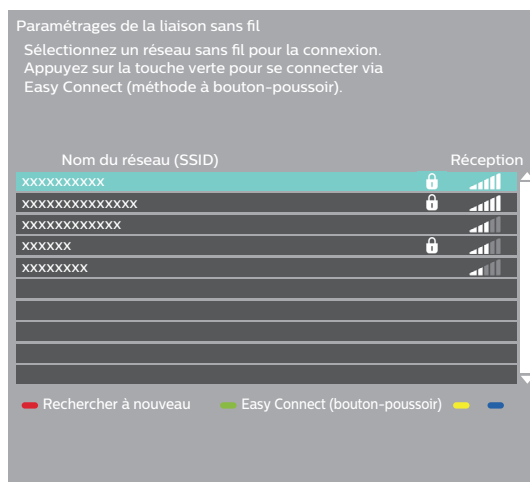 Paramétrages de la liaison sans fil
Sélectionnez un réseau sans fil pour la connexion.
Appuyez sur la touche verte pour se connecter via
Easy Connect (méthode à bouton-poussoir).
Nom du réseau (SSID) Réception
xxxxxxxxxx
xxxxxxxxxxxxxx
xxxxxxxxxxxx
xxxxxx
xxxxxxxx
Rechercher à nouveau Easy Connect (bouton-poussoir)